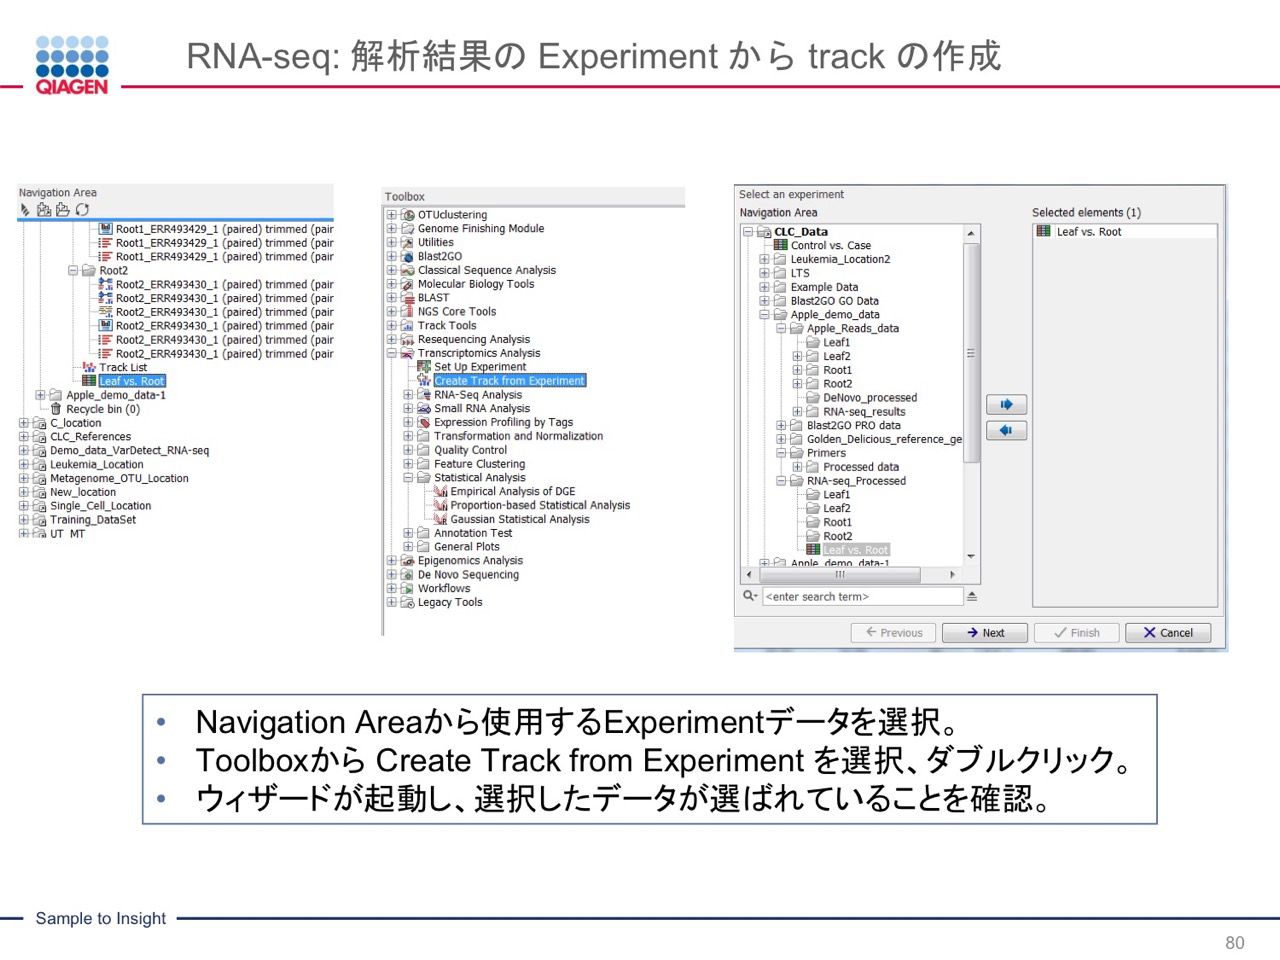 QIAGEN
RNA-seq: 解析結果の Experiment から track の作成
Navigation Area
Root1_ERR493429_1 (paired) trimmed (pair
Root1_ERR493429_1 (paired) trimmed (pair
Root1_ERR493429_1 (paired) trimmed (pair
Root2
Root2_ERR493430_1 (paired) trimmed (pair
Root2_ERR493430_1 (paired) trimmed (pair
Root2_ERR493430_1 (paired) trimmed (pair
Root2_ERR493430_1 (paired) trimmed (pair
Root2_ERR493430_1 (paired) trimmed (pair
Root2_ERR493430_1 (paired) trimmed (pair
Track List
Leaf vs. Root
Apple_demo_data-1
Recycle bin (0)
C_location
CLC_References
Demo_data_VarDetect_RNA-seq
Leukemia_Location
Metagenome_OTU_Location
New_location
Single_Cell_Location
Training_DataSet
UT_MT
Toolbox
OTUclustering
Genome Finishing Module
Utilities
Blast2GO
Classical Sequence Analysis
Molecular Biology Tools
BLAST
NGS Core Tools
Track Tools
Resequencing Analysis
Transcriptomics Analysis
Set Up Experiment
Create Track from Experiment
RNA-Seq Analysis
Small RNA Analysis
Expression Profiling by Tags
Transformation and Normalization
Quality Control
Feature Clustering
Statistical Analysis
Empirical Analysis of DGE
Proportion-based Statistical Analysis
Gaussian Statistical Analysis
Annotation Test
General Plots
Epigenomics Analysis
De Novo Sequencing
Workflows
Legacy Tools
Select an experiment
Navigation Area
CLC_Data
Control vs. Case
Leukemia_Location2
LTS
Example Data
Blast2GO GO Data
Apple_demo_data
Apple_Reads_data
Leaf1
Leaf2
Root1
Root2
DeNovo_processed
RNA-seq_results
Blast2GO PRO data
Golden_Delicious_reference_ge
Primers
Processed data
RNA-seq_Processed
Leaf1
Leaf2
Root1
Root2
Leaf vs. Root
Apple_demo_data-1
<enter search term>
Selected elements (1)
Leaf vs. Root
Previous
Next
Finish
Cancel
• Navigation Areaから使用するExperimentデータを選択。
• Toolboxから Create Track from Experiment を選択、ダブルクリック。
• ウィザードが起動し、選択したデータが選ばれていることを確認。
Sample to Insight
80